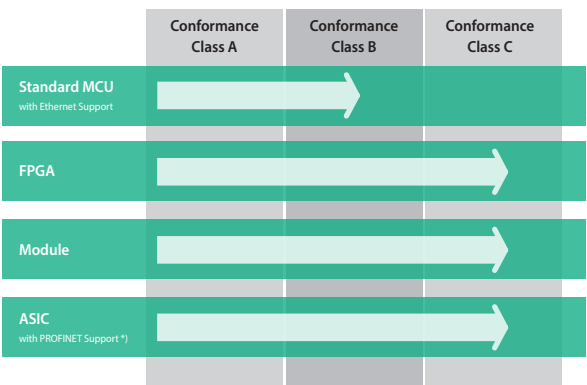 Conformance Class A
Conformance Class B
Conformance Class C
Standard MCU
with Ethernet Support
FPGA
Module
ASIC
with PROFINET Support *)